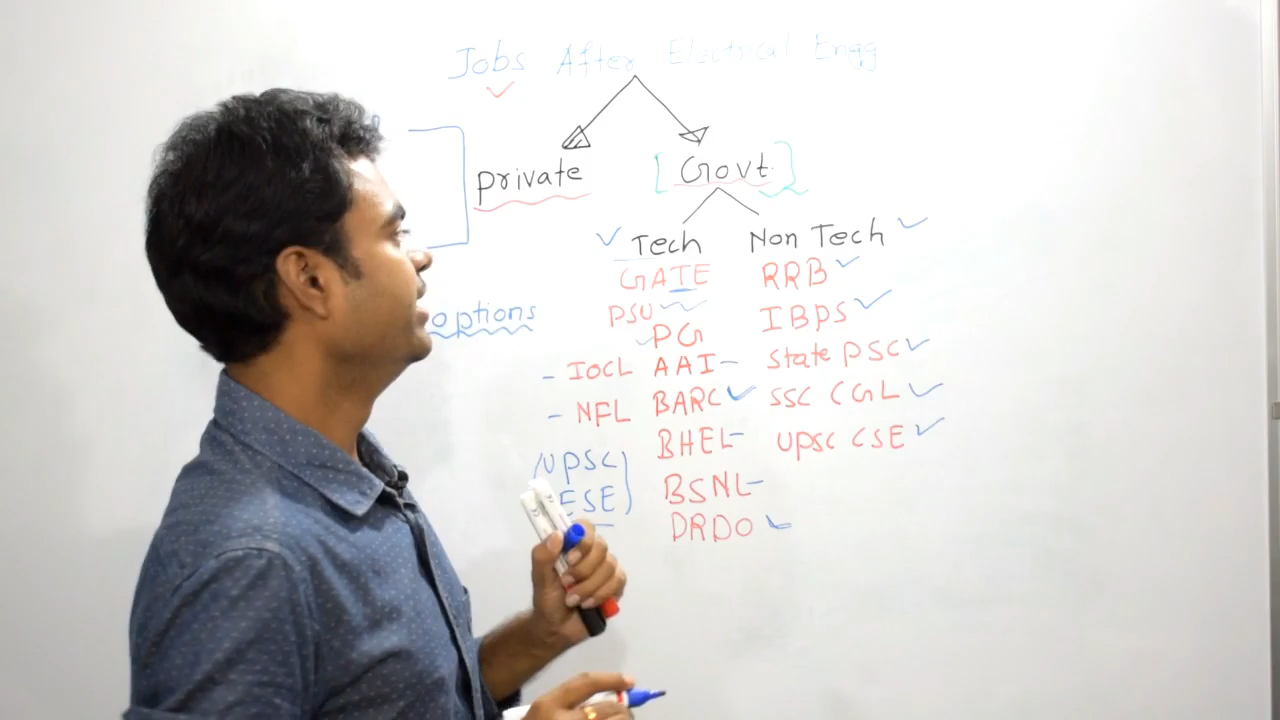 Jobs After Electrical Engg
Private [Govt.]
Tech Non Tech
GATE RRB
options PSU IBPS
PG
IOCL AAI State PSC
NFL BARC SSC CGL
BHEL UPSC CSE
(UPSC
ESE)
BSNL
DRDO